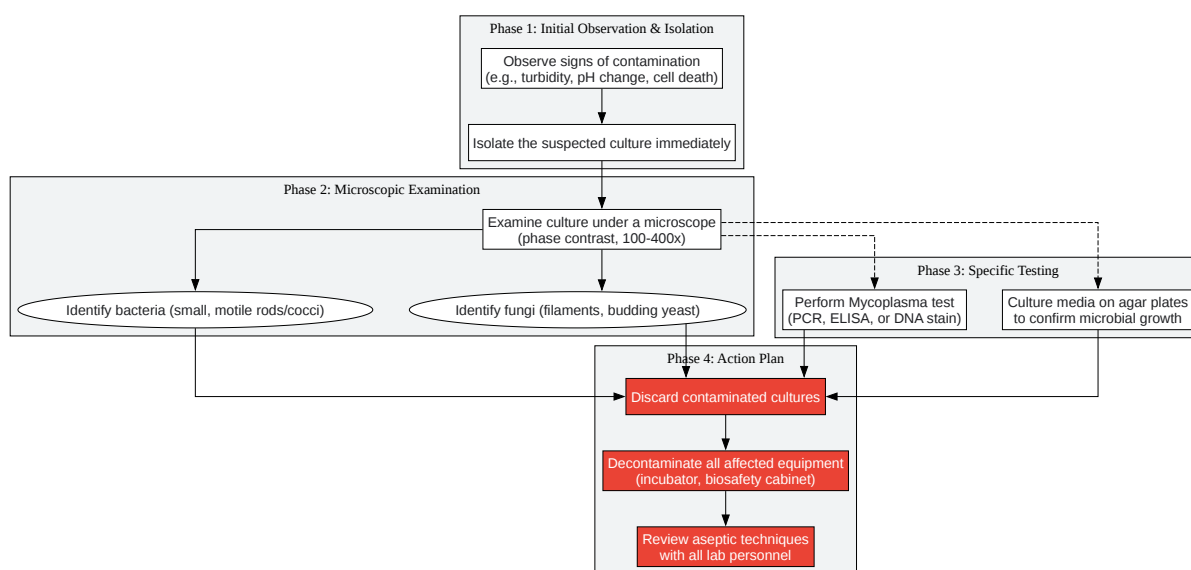 Phase 1: Initial Observation & Isolation
Observe signs of contamination
(e.g., turbidity, pH change, cell death)
Isolate the suspected culture immediately
Phase 2: Microscopic Examination
Examine culture under a microscope
(phase contrast, 100-400x)
Identify bacteria (small, motile rods/cocci)
Identify fungi (filaments, budding yeast)
Phase 3: Specific Testing
Perform Mycoplasma test
(PCR, ELISA, or DNA stain)
Culture media on agar plates
to confirm microbial growth
Phase 4: Action Plan
Discard contaminated cultures
Decontaminate all affected equipment
(incubator, biosafety cabinet)
Review aseptic techniques
with all lab personnel